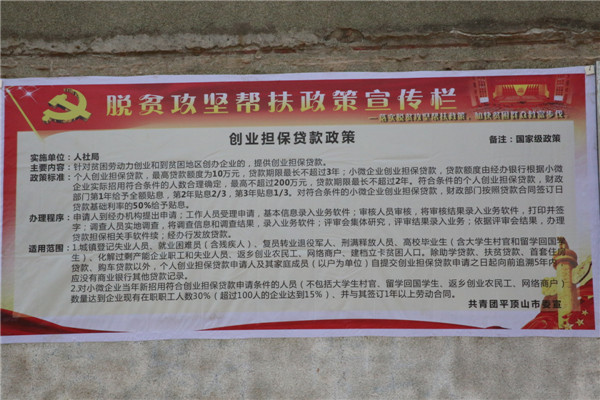 脱贫攻坚帮扶政策宣传栏
—落实脱贫攻坚帮扶政策，加快贫困群众致富步伐
创业担保贷款政策
备注：国家级政策
实施单位：人社局
主要内容：针对贫困劳动力创业和到贫困地区创办企业的，提供创业担保贷款。
政策标准：个人创业担保贷款，最高贷款额度为10万元，贷款期限最长不超过3年；小微企业创业担保贷款，贷款额度由经办银行根据小微
企业实际招用符合条件的人数合理确定，最高不超过200万元，贷款期限最长不超过2年。符合条件的个人创业担保贷款，财政
部门第1年给予全额贴息，第2年贴息2/3，第3年贴息1/3。对符合条件的小微企业创业担保贷款，财政部门按照贷款合同签订日
贷款基础利率的50%给予贴息。
办理程序：申请人到经办机构提出申请；工作人员受理申请，基本信息录入业务软件；审核人员审核，将审核结果录入业务软件，打印并签
字；调查人员实地调查，将调查信息和调查结果，录入业务软件；评审会集体研究，评审结果录入业务；依据评审会结果，办理
贷款担保相关手软件续；经办行发放贷款。
适用范围：1.城镇登记失业人员、就业困难员（含残疾人）、复员转业退役军人、刑满释放人员、高校毕业生（含大学生村官和留学回国
生）、化解过剩产能企业职工和失业人员、返乡创业农民工、网络商户、建档立卡贫困人口。除助学贷款、扶贫贷款、首套住房
贷款、购车贷款以外，个人创业担保贷款申请人及其家庭成员（以户为单位）自提交创业担保贷款申请之日起向前追溯5年内
应没有商业银行其他贷款记录。
2.对小微企业当年新招用符合创业担保贷款申请条件的人员（不包括大学生村官、留学回国学生、返乡创业农民工、网络商户）
数量达到企业现有在职职工人数30%（超过100人的企业达到15%）、并与其签订1年以上劳动合同。
共青团平顶山市委宣